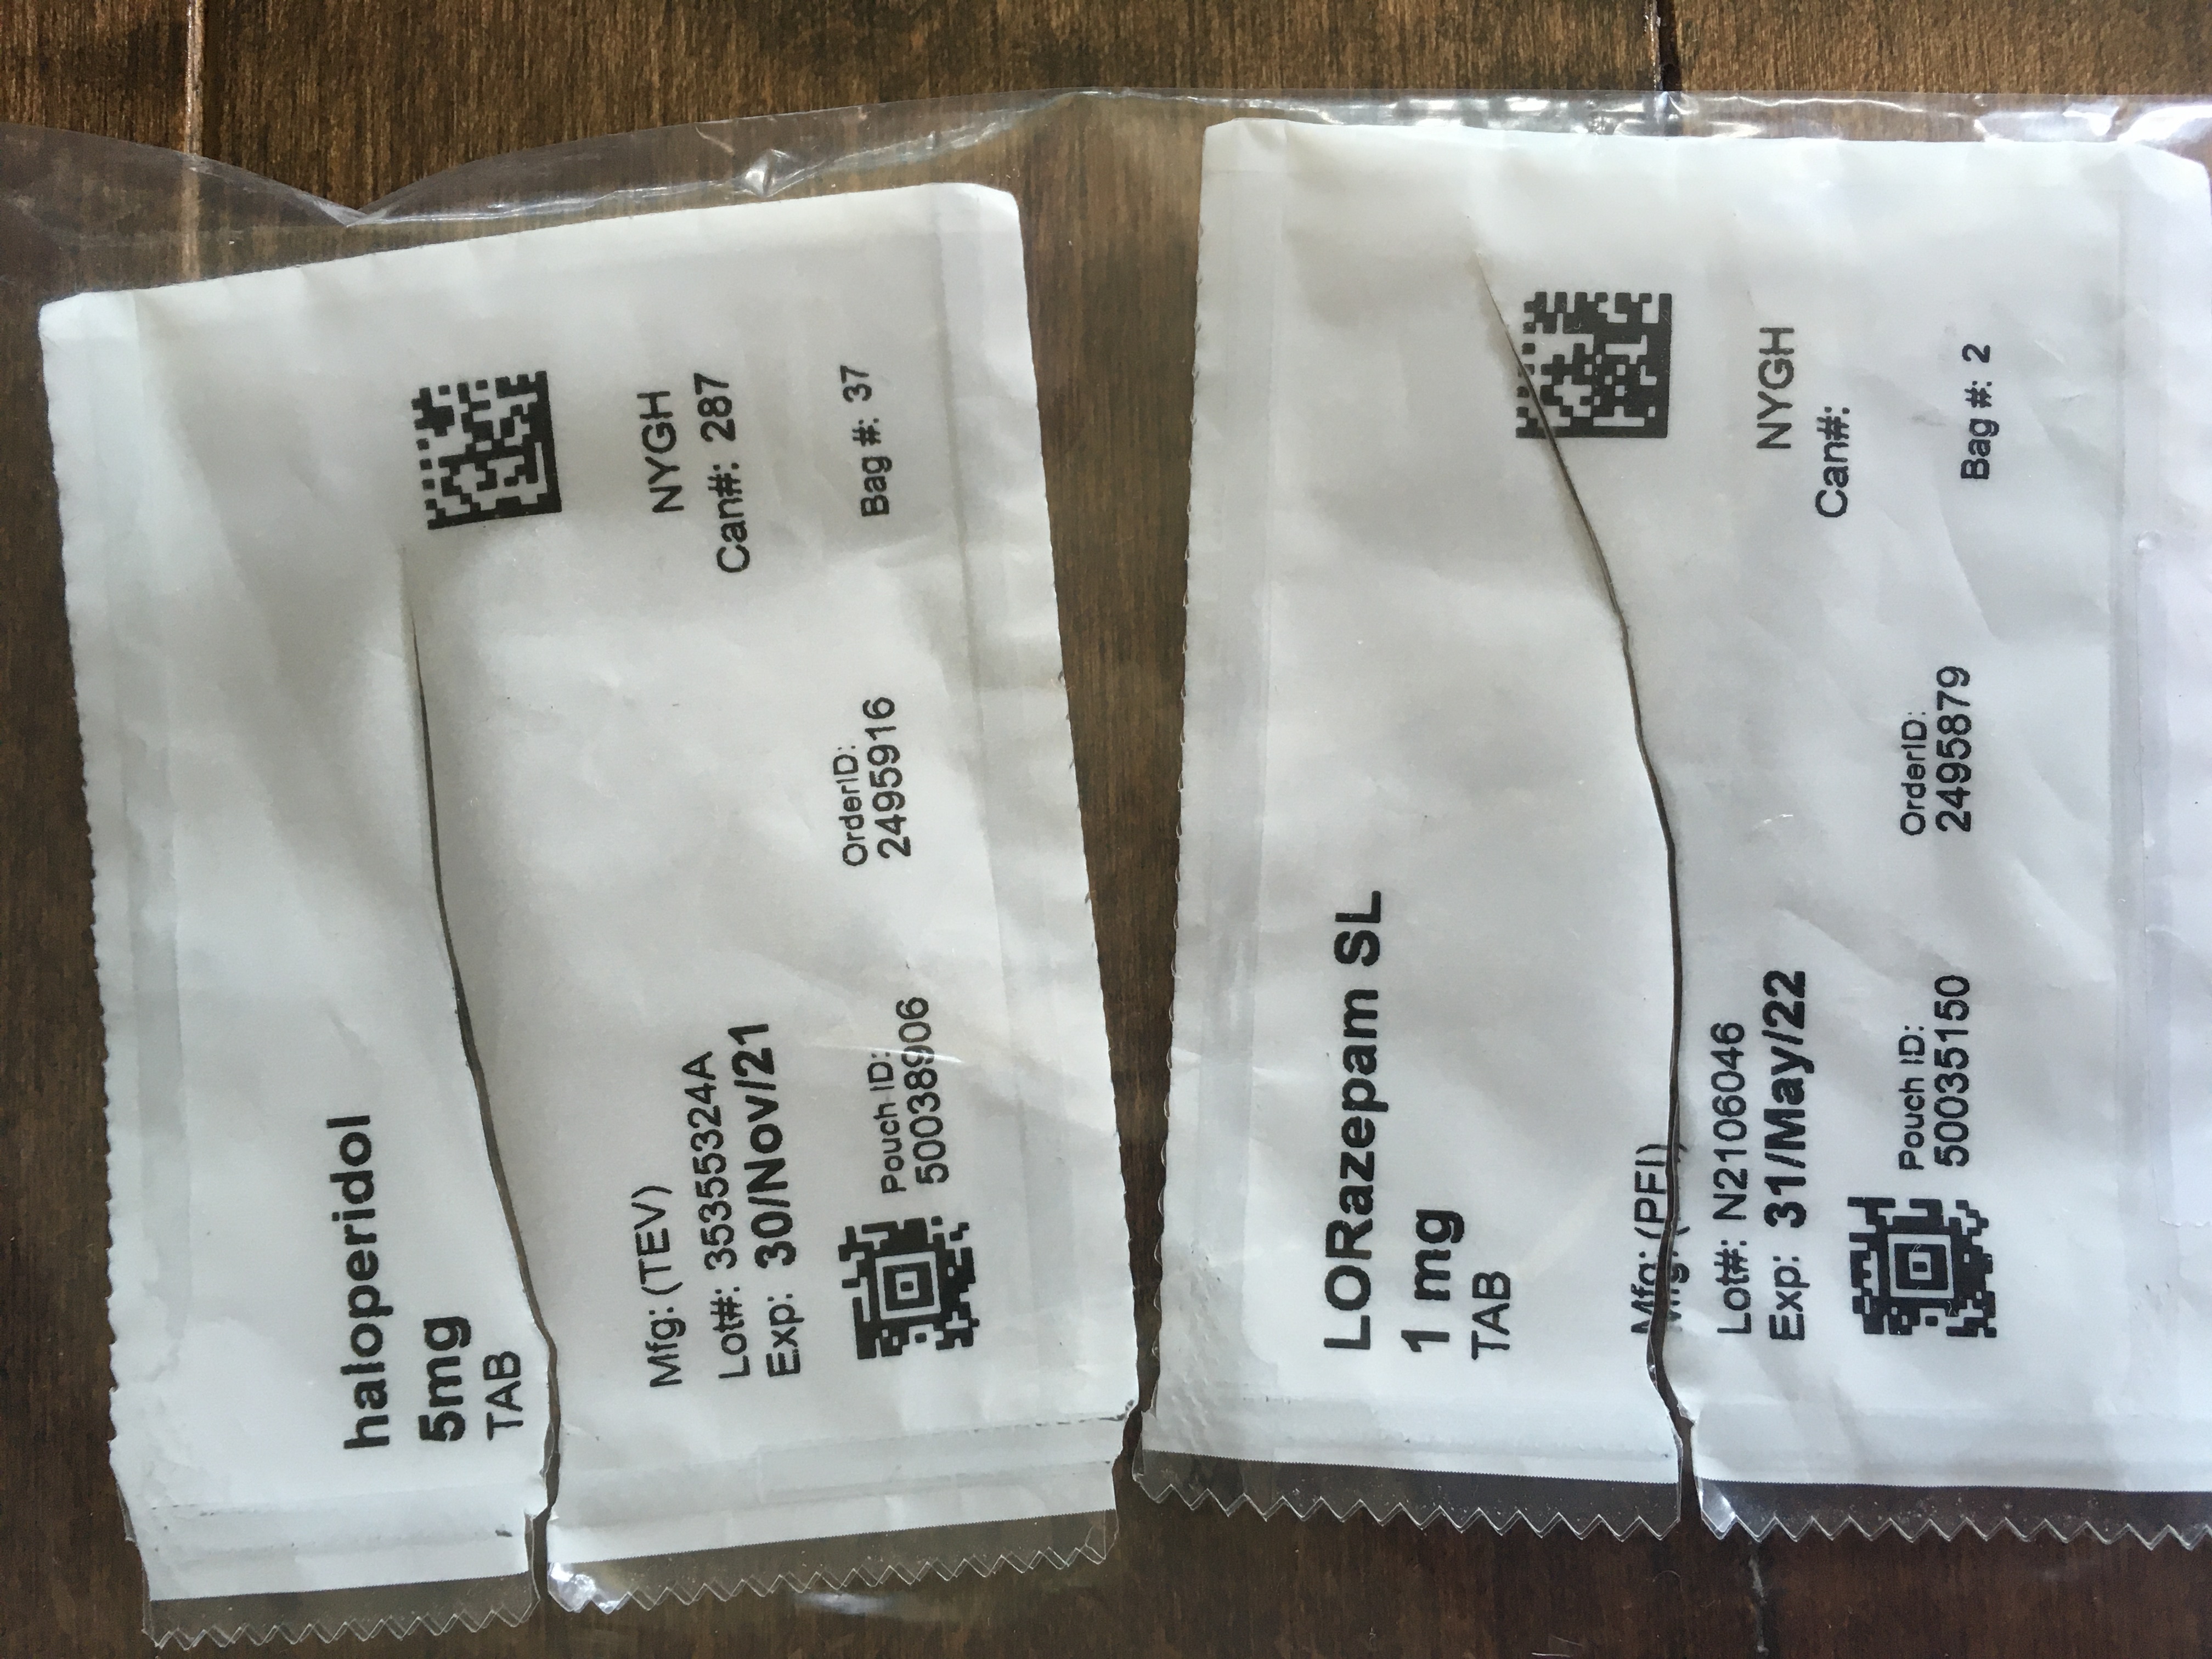 haloperidol
5mg
TAB
Mfg: (TEV)
Lot#: 35355324A
Exp: 30/Nov/21
NYGH
Can#: 287
Pouch ID:
50038906
OrderID:
2495916
Bag #: 37
LORazepam SL
1 mg
TAB
Mfg: (PFI)
Lot#: N2106046
Exp: 31/May/22
NYGH
Can#:
Pouch ID:
50035150
OrderID:
2495879
Bag #: 2